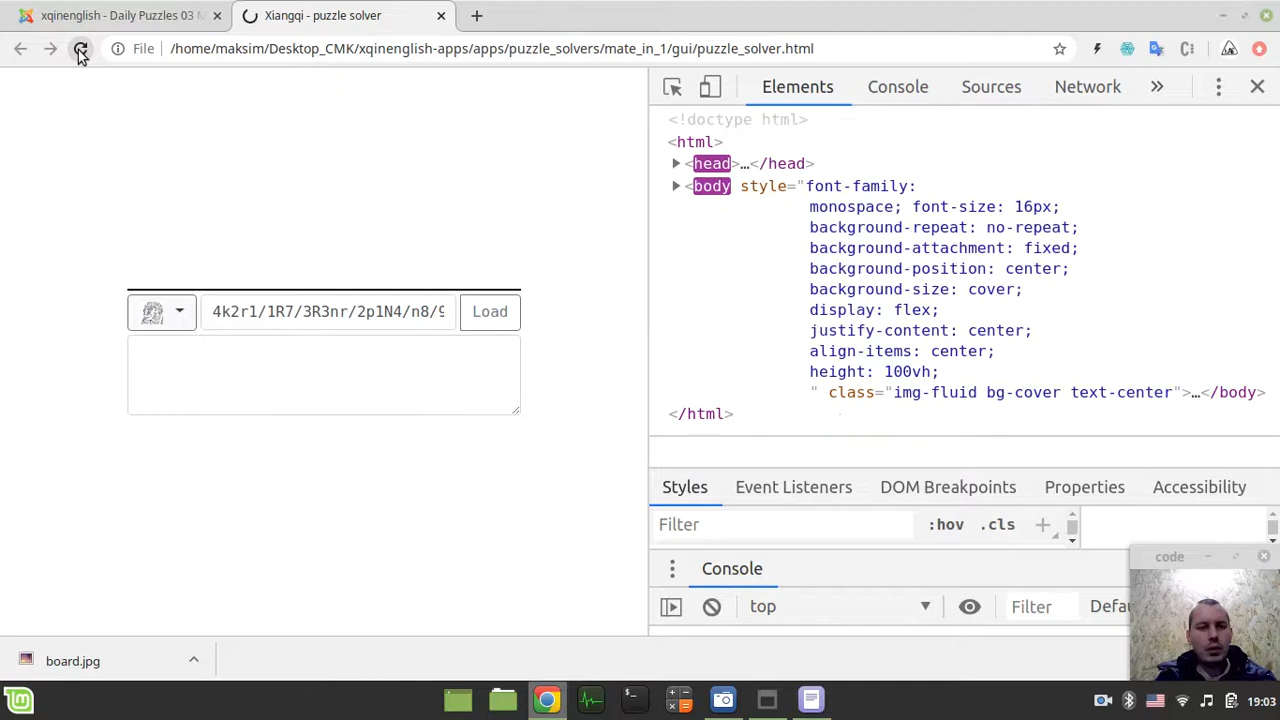 xqinenglish - Daily Puzzles 03 N
Xiangqi - puzzle solver
File /home/maksim/Desktop_CMK/xqinenglish-apps/apps/puzzle_solvers/mate_in_1/gui/puzzle_solver.html
Elements Console Sources Network
<!doctype html>
<html>
<head>…</head>
<body style="font-family:
monospace; font-size: 16px;
background-repeat: no-repeat;
background-attachment: fixed;
background-position: center;
background-size: cover;
display: flex;
justify-content: center;
align-items: center;
height: 100vh;
" class="img-fluid bg-cover text-center">…</body>
</html>
4k2r1/1R7/3R3nr/2p1N4/n8/9 Load
Styles Event Listeners DOM Breakpoints Properties Accessibility
Filter :hov .cls
Console
top Filter Defa
code
board.jpg
19:03